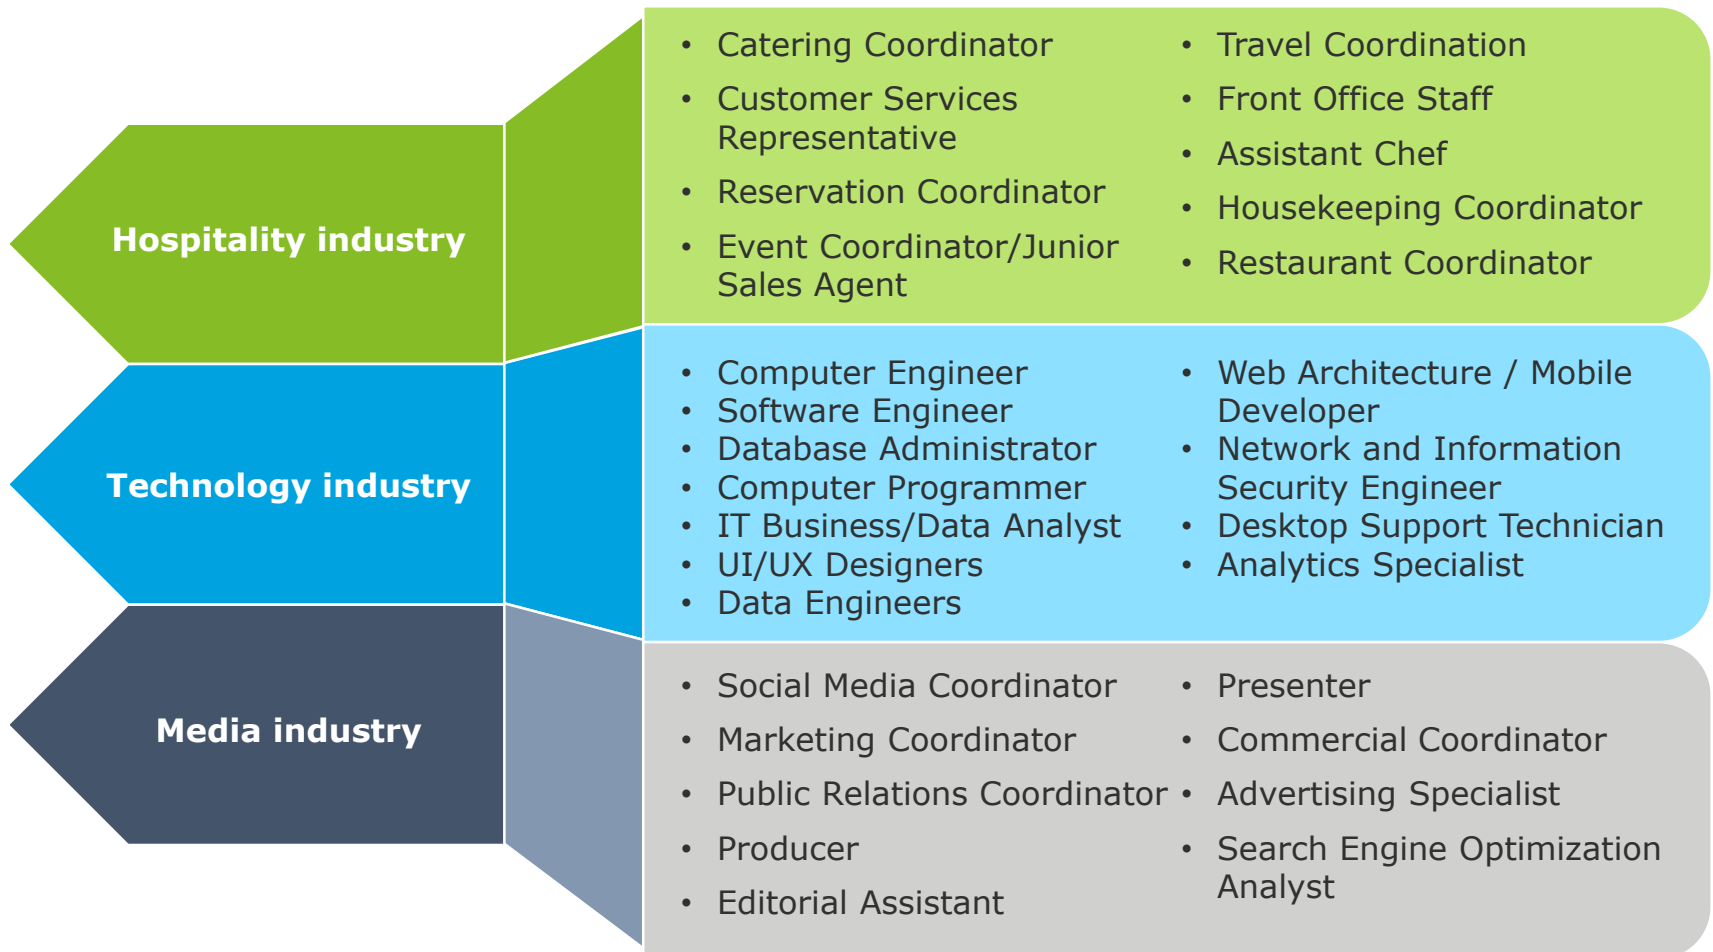 Hospitality industry
• Catering Coordinator
• Customer Services
Representative
• Reservation Coordinator
• Event Coordinator/Junior
Sales Agent
• Travel Coordination
• Front Office Staff
• Assistant Chef
• Housekeeping Coordinator
• Restaurant Coordinator
Technology industry
• Computer Engineer
• Software Engineer
• Database Administrator
• Computer Programmer
• IT Business/Data Analyst
• UI/UX Designers
• Data Engineers
• Web Architecture / Mobile
Developer
• Network and Information
Security Engineer
• Desktop Support Technician
• Analytics Specialist
Media industry
• Social Media Coordinator
• Marketing Coordinator
• Public Relations Coordinator
• Producer
• Editorial Assistant
• Presenter
• Commercial Coordinator
• Advertising Specialist
• Search Engine Optimization
Analyst